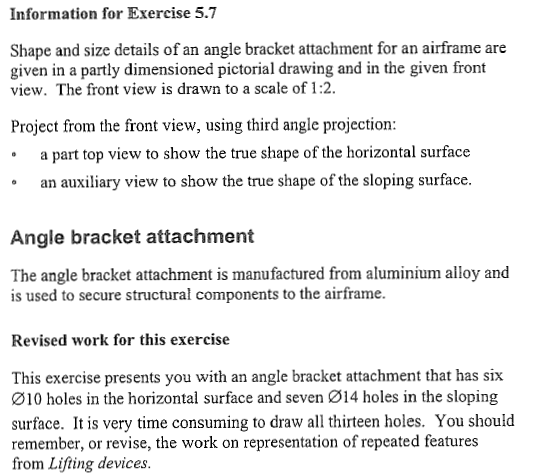 Information for Exercise 5.7
Shape and size details of an angle bracket attachment for an airframe are
given in a partly dimensioned pictorial drawing and in the given front
view. The front view is drawn to a scale of 1:2.
Project from the front view, using third angle projection:
• a part top view to show the true shape of the horizontal surface
• an auxiliary view to show the true shape of the sloping surface.
Angle bracket attachment
The angle bracket attachment is manufactured from aluminium alloy and
is used to secure structural components to the airframe.
Revised work for this exercise
This exercise presents you with an angle bracket attachment that has six
Ø10 holes in the horizontal surface and seven Ø14 holes in the sloping
surface. It is very time consuming to draw all thirteen holes. You should
remember, or revise, the work on representation of repeated features
from Lifting devices.